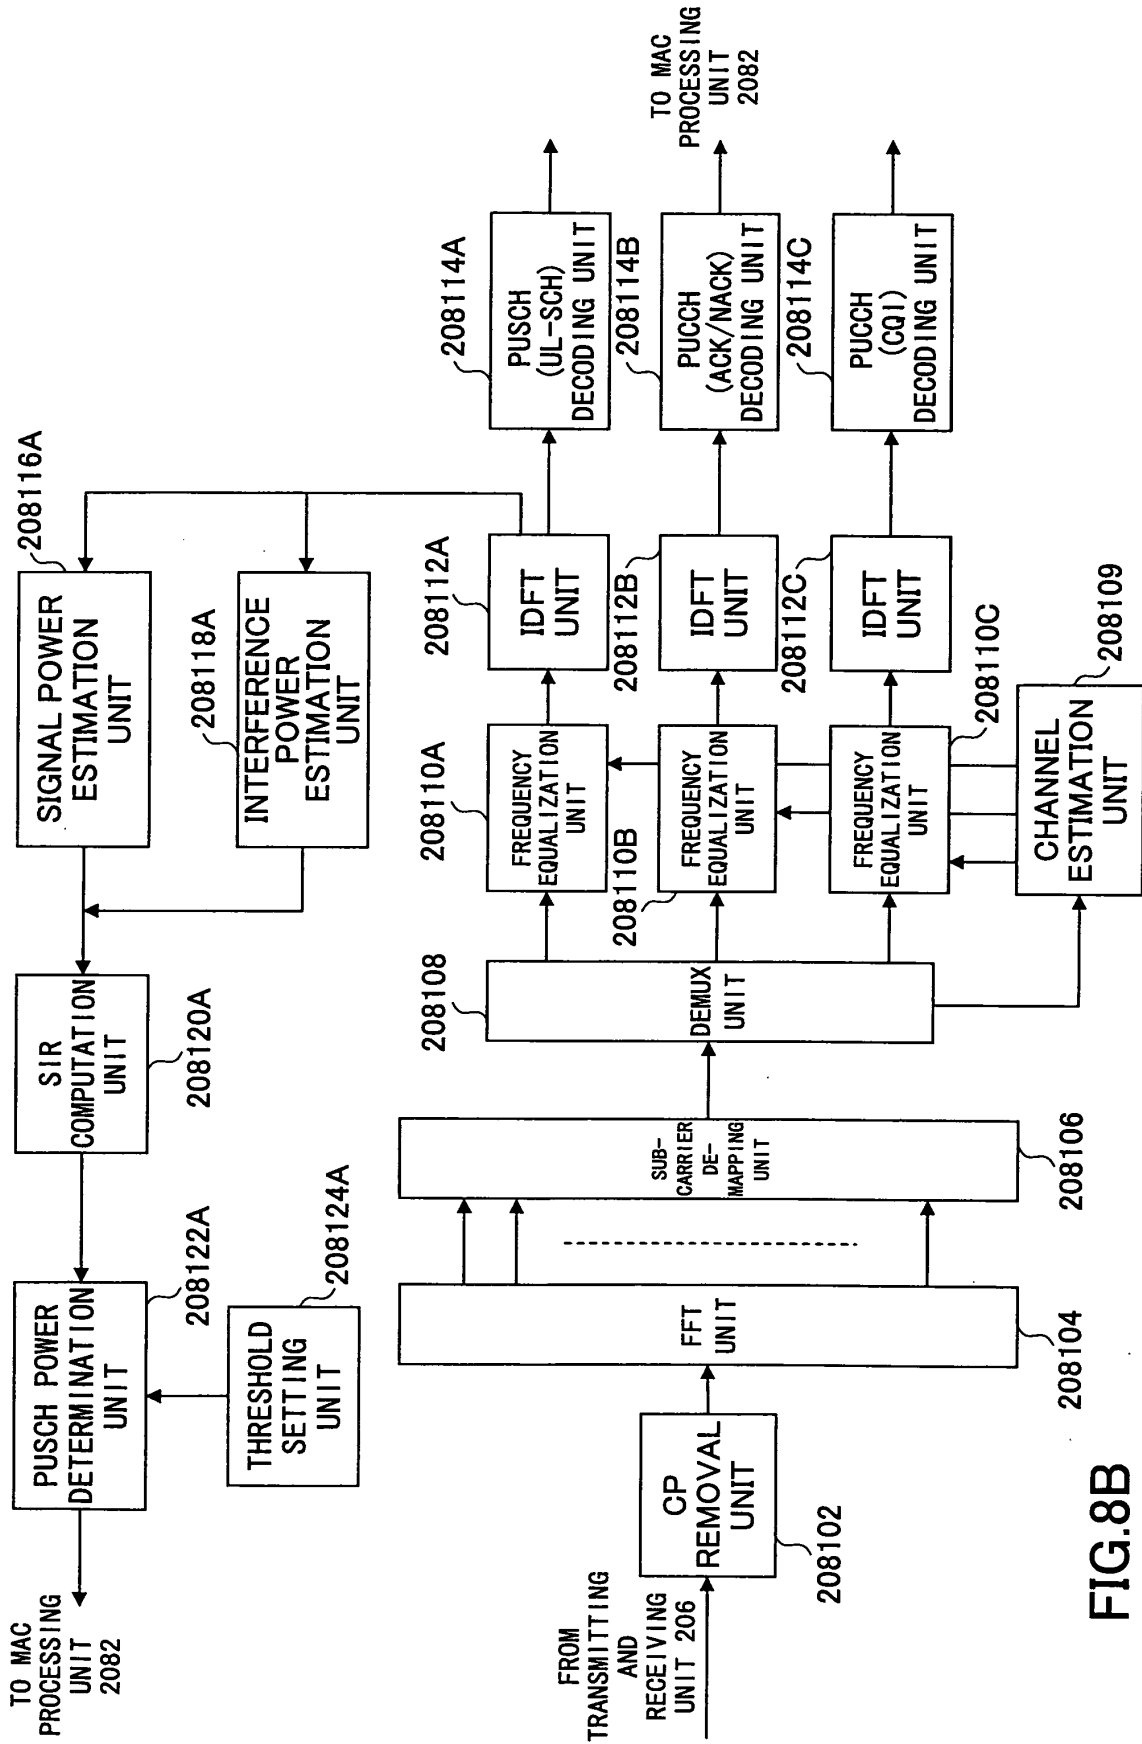 TO MAC
PROCESSING
UNIT
2082
PUSCH POWER
DETERMINATION
UNIT
208122A
THRESHOLD
SETTING
UNIT
208124A
SIR
COMPUTATION
UNIT
208120A
SIGNAL POWER
ESTIMATION
UNIT
208116A
INTERFERENCE
POWER
ESTIMATION
UNIT
208118A
FROM
TRANSMITTING
AND
RECEIVING
UNIT 206
CP
REMOVAL
UNIT
208102
FFT
UNIT
208104
SUB-
CARRIER
DE-
MAPPING
UNIT
208106
DEMUX
UNIT
208108
FREQUENCY
EQUALIZATION
UNIT
208110A
FREQUENCY
EQUALIZATION
UNIT
208110B
FREQUENCY
EQUALIZATION
UNIT
208110C
CHANNEL
ESTIMATION
UNIT
208109
IDFT
UNIT
208112A
IDFT
UNIT
208112B
IDFT
UNIT
208112C
PUSCH
(UL-SCH)
DECODING UNIT
208114A
PUCCH
(ACK/NACK)
DECODING UNIT
208114B
PUCCH
(CQI)
DECODING UNIT
208114C
TO MAC
PROCESSING
UNIT
2082
FIG.8B